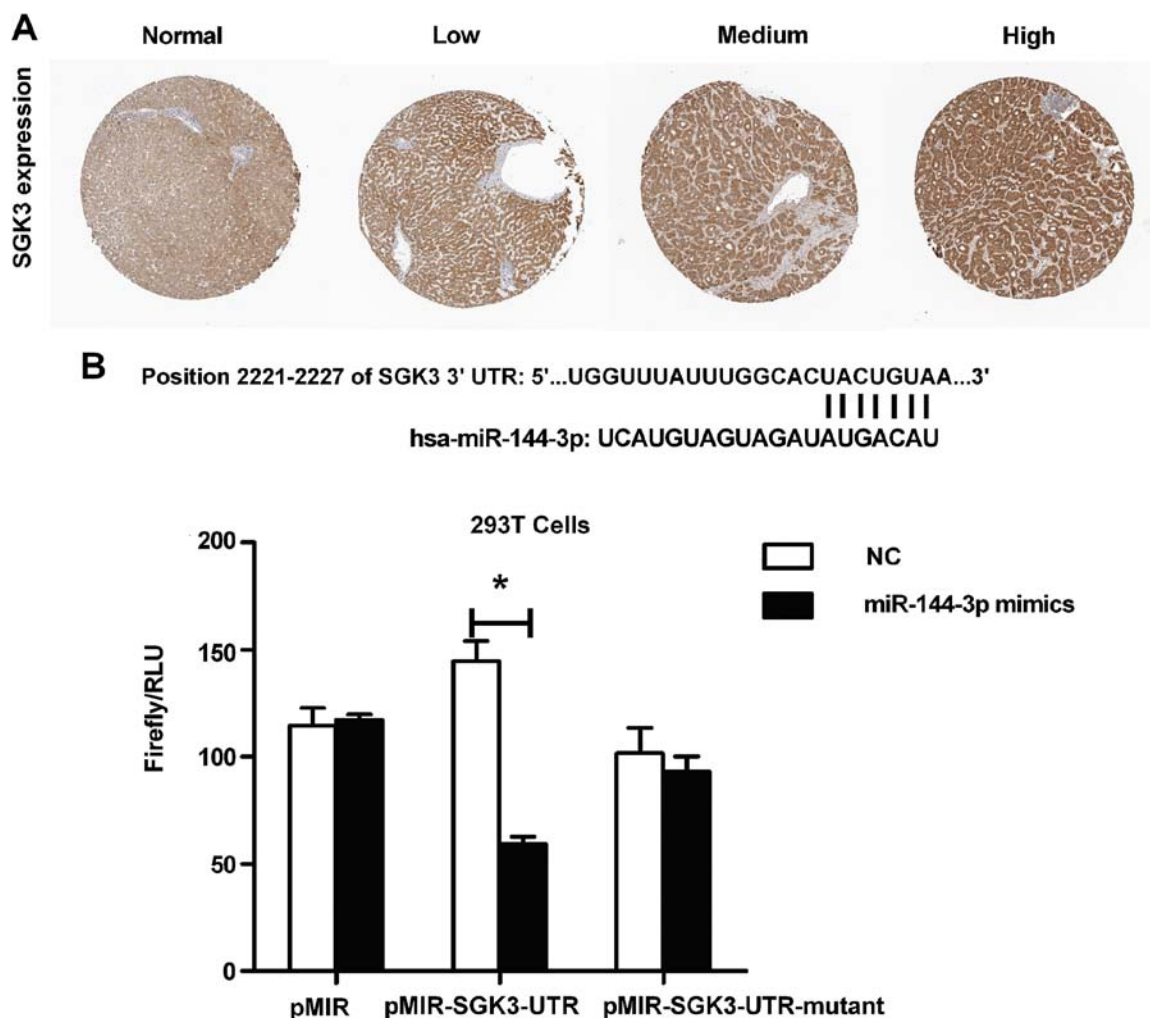 A
Normal
Low
Medium
High
SGK3 expression
B
Position 2221-2227 of SGK3 3' UTR: 5'...UGGUUUAUUUGGCACUACUGUAA...3'
hsa-miR-144-3p: UCAUGUAGUAGAUAUGACAU
293T Cells
200
150
100
50
0
Firefly/RLU
*
NC
miR-144-3p mimics
pMIR
pMIR-SGK3-UTR
pMIR-SGK3-UTR-mutant